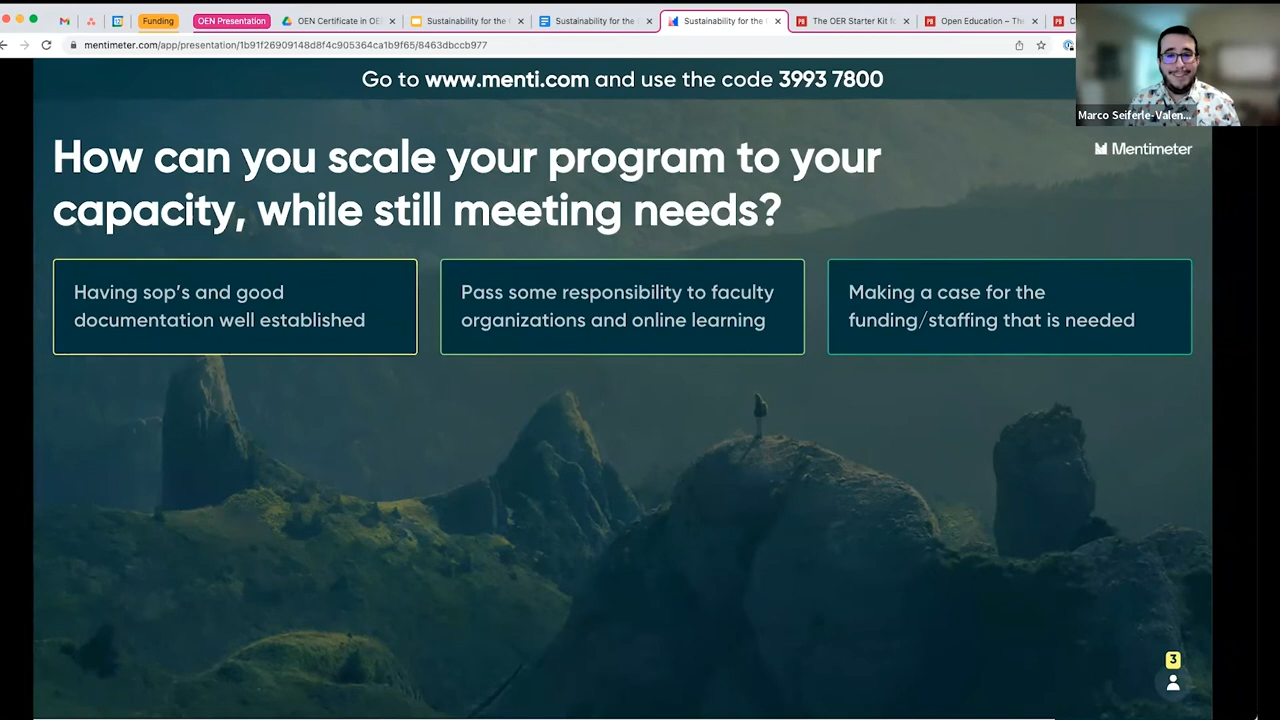 Funding
OEN Presentation
OEN Certificate in OE
Sustainability for the
Sustainability for the
Sustainability for the
The OER Starter Kit fo
Open Education – The
mentimeter.com/app/presentation/1b91f26909148d8f4c905364ca1b9f65/8463dbccb977
Go to www.menti.com and use the code 3993 7800
Marco Seiferle-Valen...
Mentimeter
How can you scale your program to your
capacity, while still meeting needs?
Having sop's and good
documentation well established
Pass some responsibility to faculty
organizations and online learning
Making a case for the
funding/staffing that is needed
3